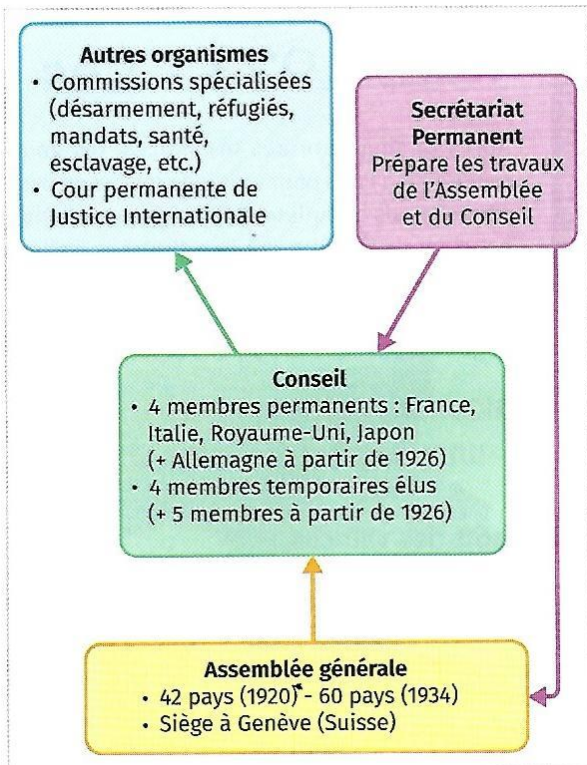 Autres organismes
• Commissions spécialisées
(désarmement, réfugiés,
mandats, santé,
esclavage, etc.)
• Cour permanente de
Justice Internationale
Secrétariat
Permanent
Prépare les travaux
de l'Assemblée
et du Conseil
Conseil
• 4 membres permanents : France,
Italie, Royaume-Uni, Japon
(+ Allemagne à partir de 1926)
• 4 membres temporaires élus
(+ 5 membres à partir de 1926)
Assemblée générale
• 42 pays (1920) - 60 pays (1934)
• Siège à Genève (Suisse)